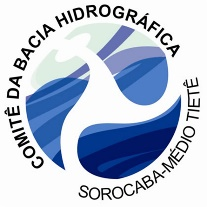 COMITÊ DA BACIA HIDROGRÁFICA
SOROCABA-MÉDIO TIETÊ